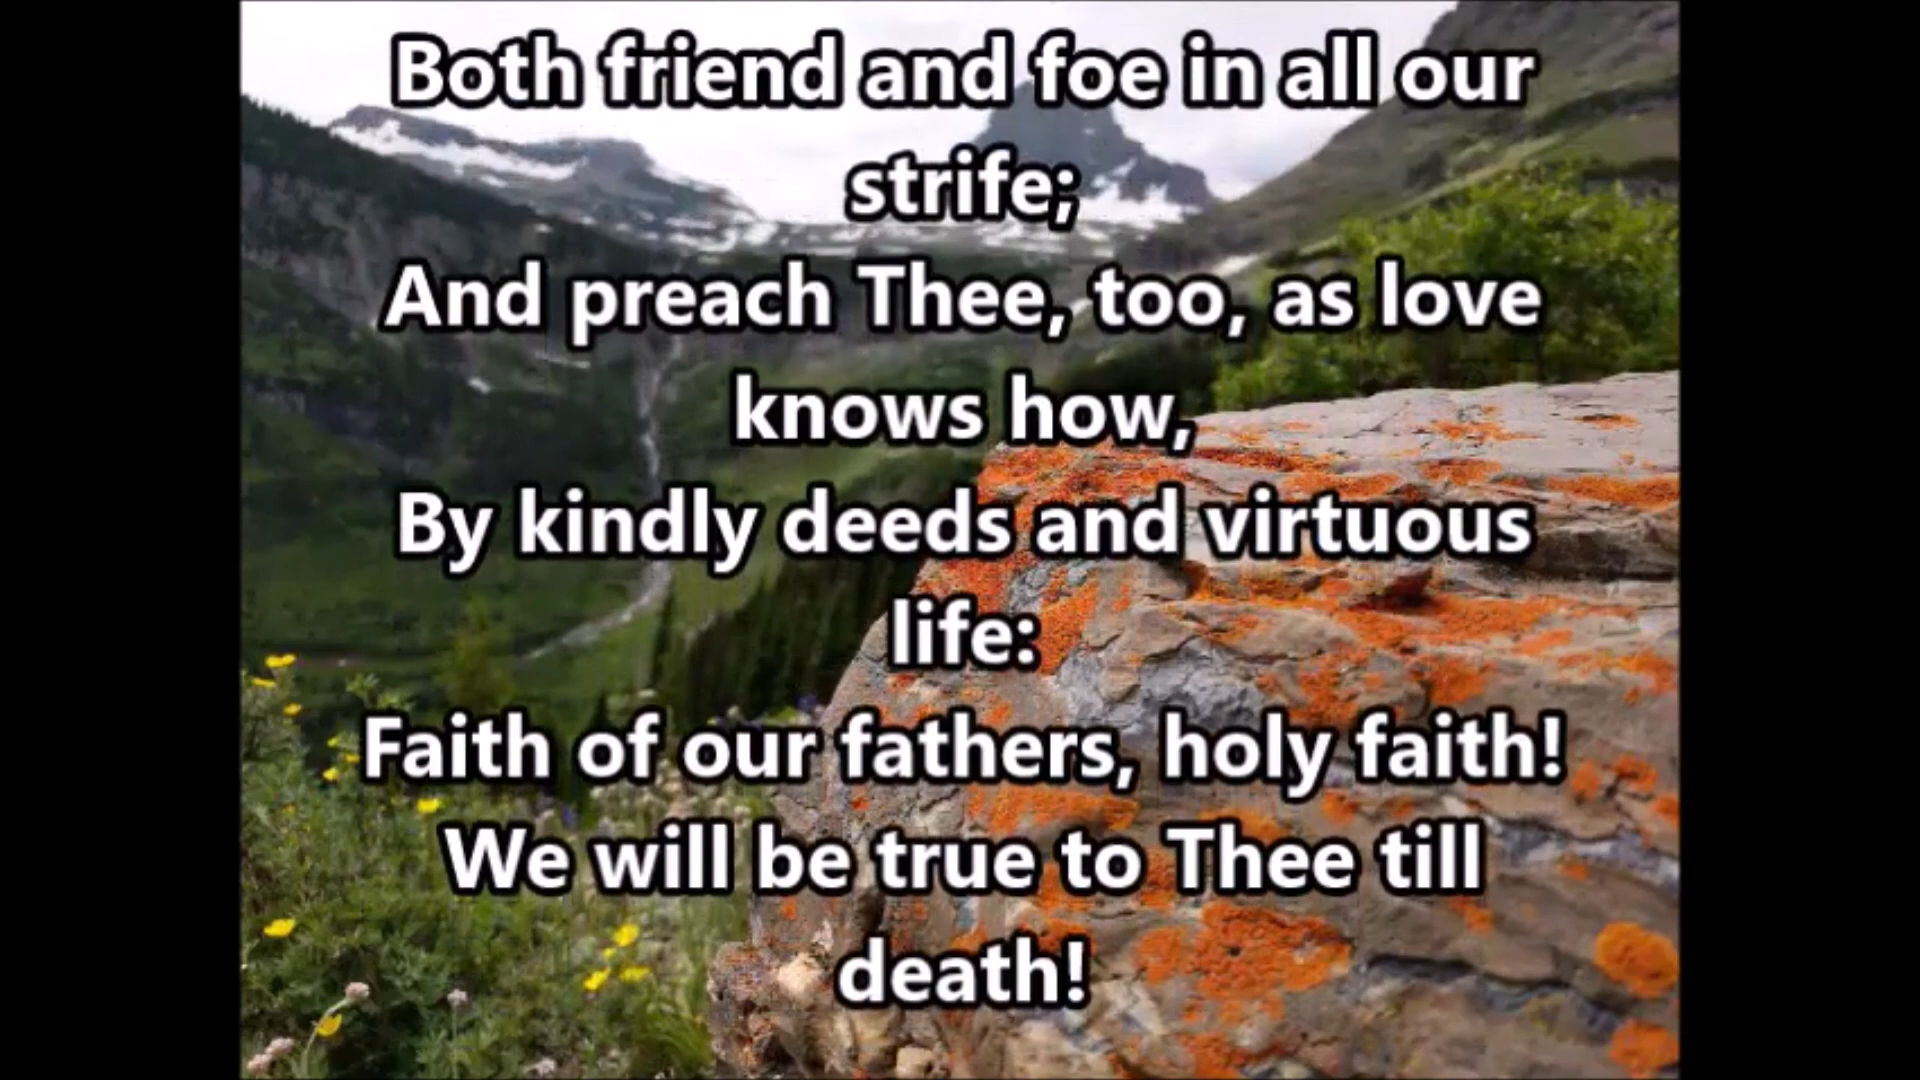 Both friend and foe in all our
strife;
And preach Thee, too, as love
knows how,
By kindly deeds and virtuous
life:
Faith of our fathers, holy faith!
We will be true to Thee till
death!